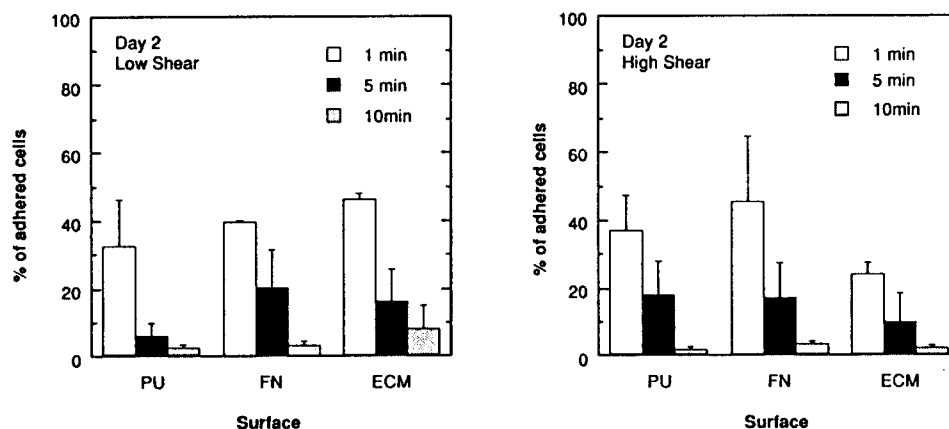 100
80
60
40
20
0
% of adhered cells
Day 2
Low Shear
1 min
5 min
10min
PU FN ECM
Surface
100
80
60
40
20
0
% of adhered cells
Day 2
High Shear
1 min
5 min
10min
PU FN ECM
Surface